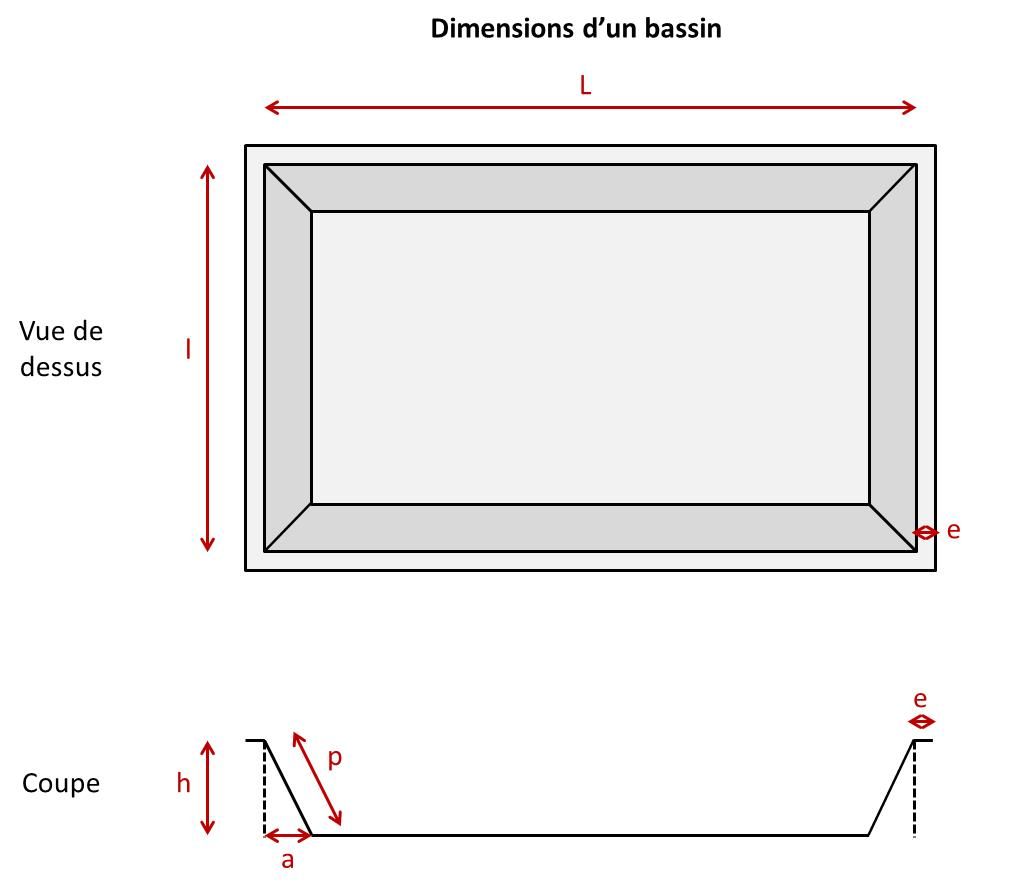 Dimensions d’un bassin
L
Vue de
dessus
l
e
e
Coupe
h
p
a